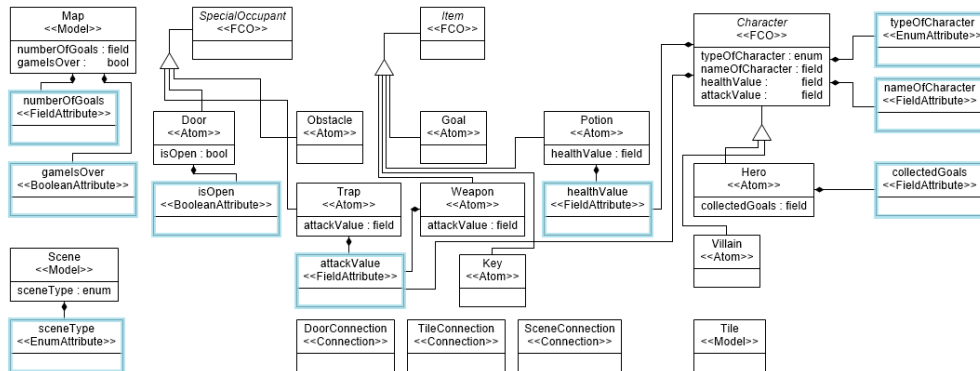 Map
<<Model>>
numberOfGoals : field
gameIsOver : bool
numberOfGoals
<<FieldAttribute>>
gameIsOver
<<BooleanAttribute>>
Scene
<<Model>>
sceneType : enum
sceneType
<<EnumAttribute>>
SpecialOccupant
<<FCO>>
Door
<<Atom>>
isOpen : bool
isOpen
<<BooleanAttribute>>
Obstacle
<<Atom>>
Trap
<<Atom>>
attackValue : field
attackValue
<<FieldAttribute>>
Item
<<FCO>>
Goal
<<Atom>>
Weapon
<<Atom>>
attackValue : field
Key
<<Atom>>
Potion
<<Atom>>
healthValue : field
healthValue
<<FieldAttribute>>
Character
<<FCO>>
typeOfCharacter : enum
nameOfCharacter : field
healthValue : field
attackValue : field
typeOfCharacter
<<EnumAttribute>>
nameOfCharacter
<<FieldAttribute>>
Hero
<<Atom>>
collectedGoals : field
collectedGoals
<<FieldAttribute>>
Villain
<<Atom>>
DoorConnection
<<Connection>>
TileConnection
<<Connection>>
SceneConnection
<<Connection>>
Tile
<<Model>>